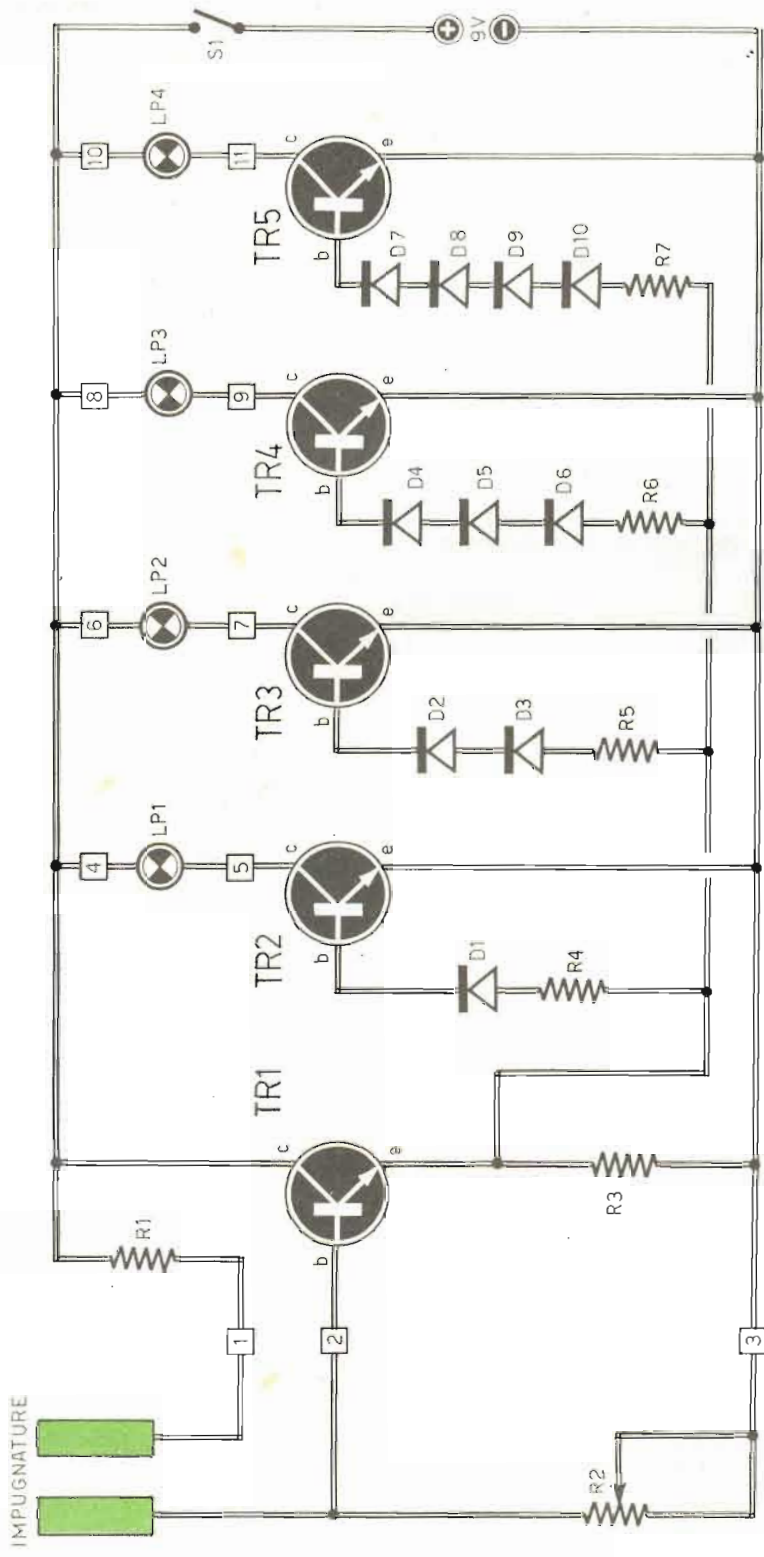 IMPUGNATURE
R1
1
2
R2
3
TR1
b
c
e
R3
4
LP1
5
TR2
b
c
e
D1
R4
6
LP2
7
TR3
b
c
e
D2
D3
R5
8
LP3
9
TR4
b
c
e
D4
D5
D6
R6
10
LP4
11
TR5
b
c
e
D7
D8
D9
D10
R7
S1
+
9V
-